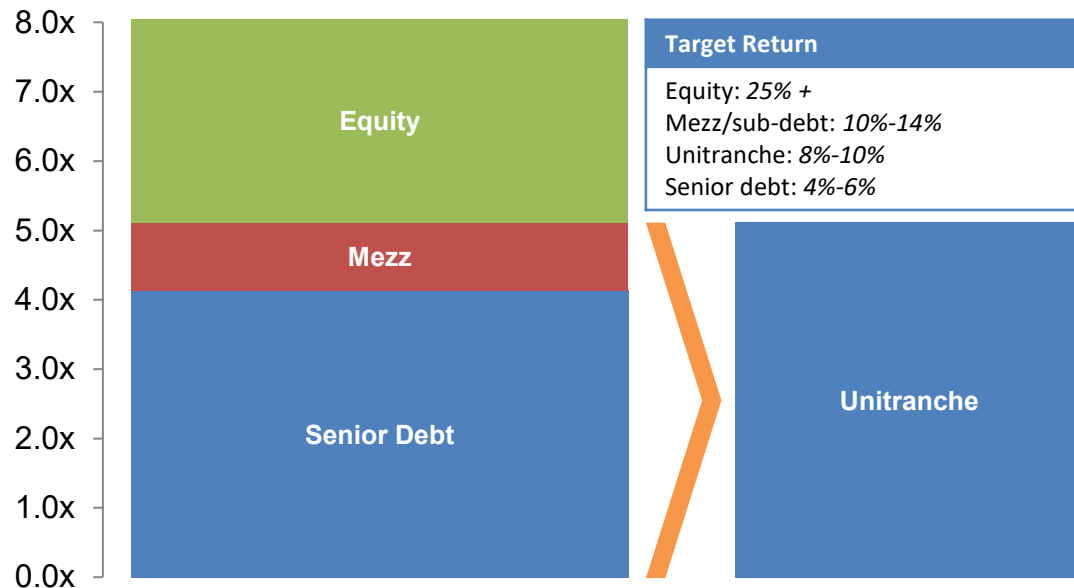 8.0x
7.0x
6.0x
5.0x
4.0x
3.0x
2.0x
1.0x
0.0x
Equity
Mezz
Senior Debt
Target Return
Equity: 25% +
Mezz/sub-debt: 10%-14%
Unitranche: 8%-10%
Senior debt: 4%-6%
Unitranche